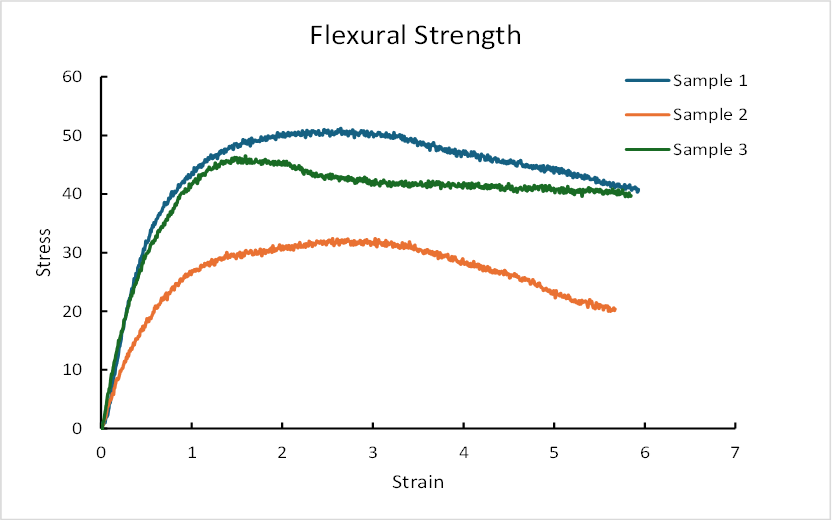 Flexural Strength
Sample 1
Sample 2
Sample 3
Stress
60
50
40
30
20
10
0
0 1 2 3 4 5 6 7
Strain